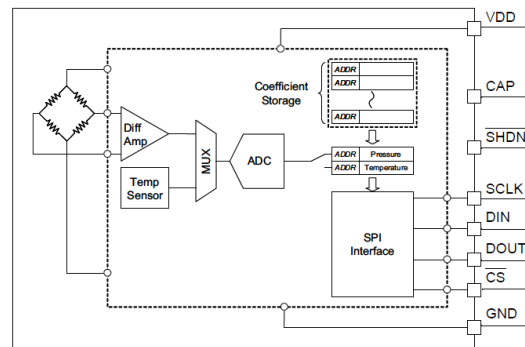 VDD
CAP
SHDN
SCLK
DIN
DOUT
CS
GND
Coefficient
Storage
ADDR
ADDR
ADDR
Diff
Amp
Temp
Sensor
MUX
ADC
ADDR Pressure
ADDR Temperature
SPI
Interface